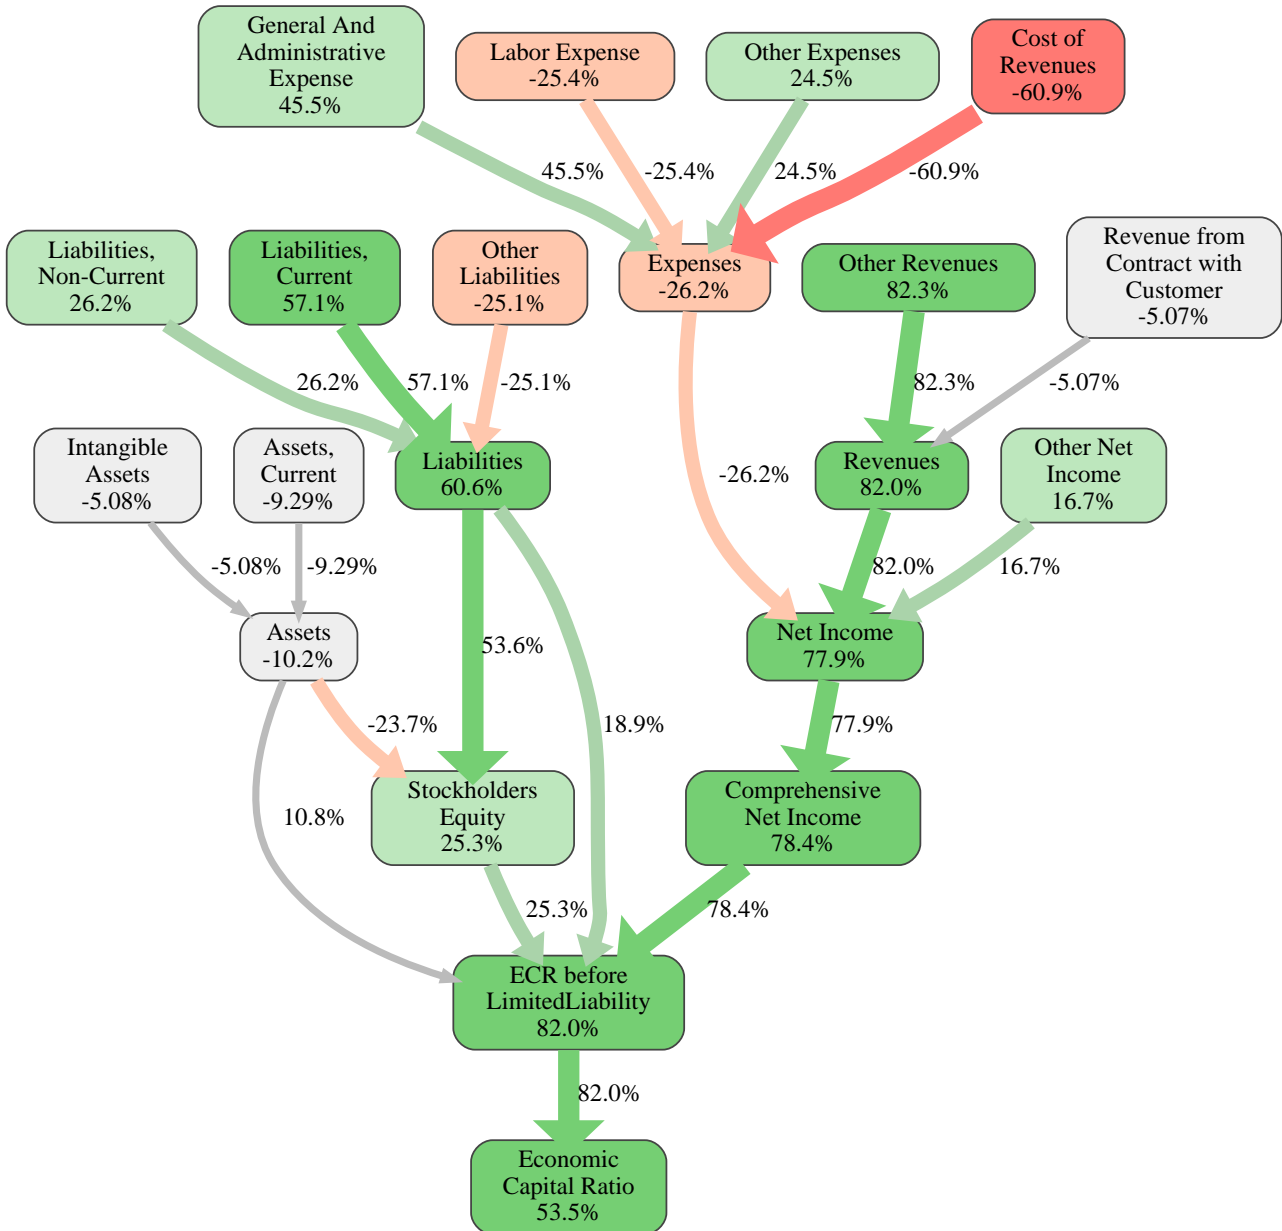 General And
Administrative
Expense
45.5%
Labor Expense
-25.4%
Other Expenses
24.5%
Cost of
Revenues
-60.9%
45.5%
-25.4%
24.5%
-60.9%
Liabilities,
Non-Current
26.2%
Liabilities,
Current
57.1%
Other
Liabilities
-25.1%
Expenses
-26.2%
Other Revenues
82.3%
Revenue from
Contract with
Customer
-5.07%
26.2%
57.1%
-25.1%
82.3%
-5.07%
Intangible
Assets
-5.08%
Assets,
Current
-9.29%
Liabilities
60.6%
-26.2%
Revenues
82.0%
Other Net
Income
16.7%
-5.08%
-9.29%
82.0%
16.7%
Assets
-10.2%
53.6%
Net Income
77.9%
-23.7%
18.9%
77.9%
10.8%
Stockholders
Equity
25.3%
Comprehensive
Net Income
78.4%
25.3%
78.4%
ECR before
LimitedLiability
82.0%
82.0%
Economic
Capital Ratio
53.5%